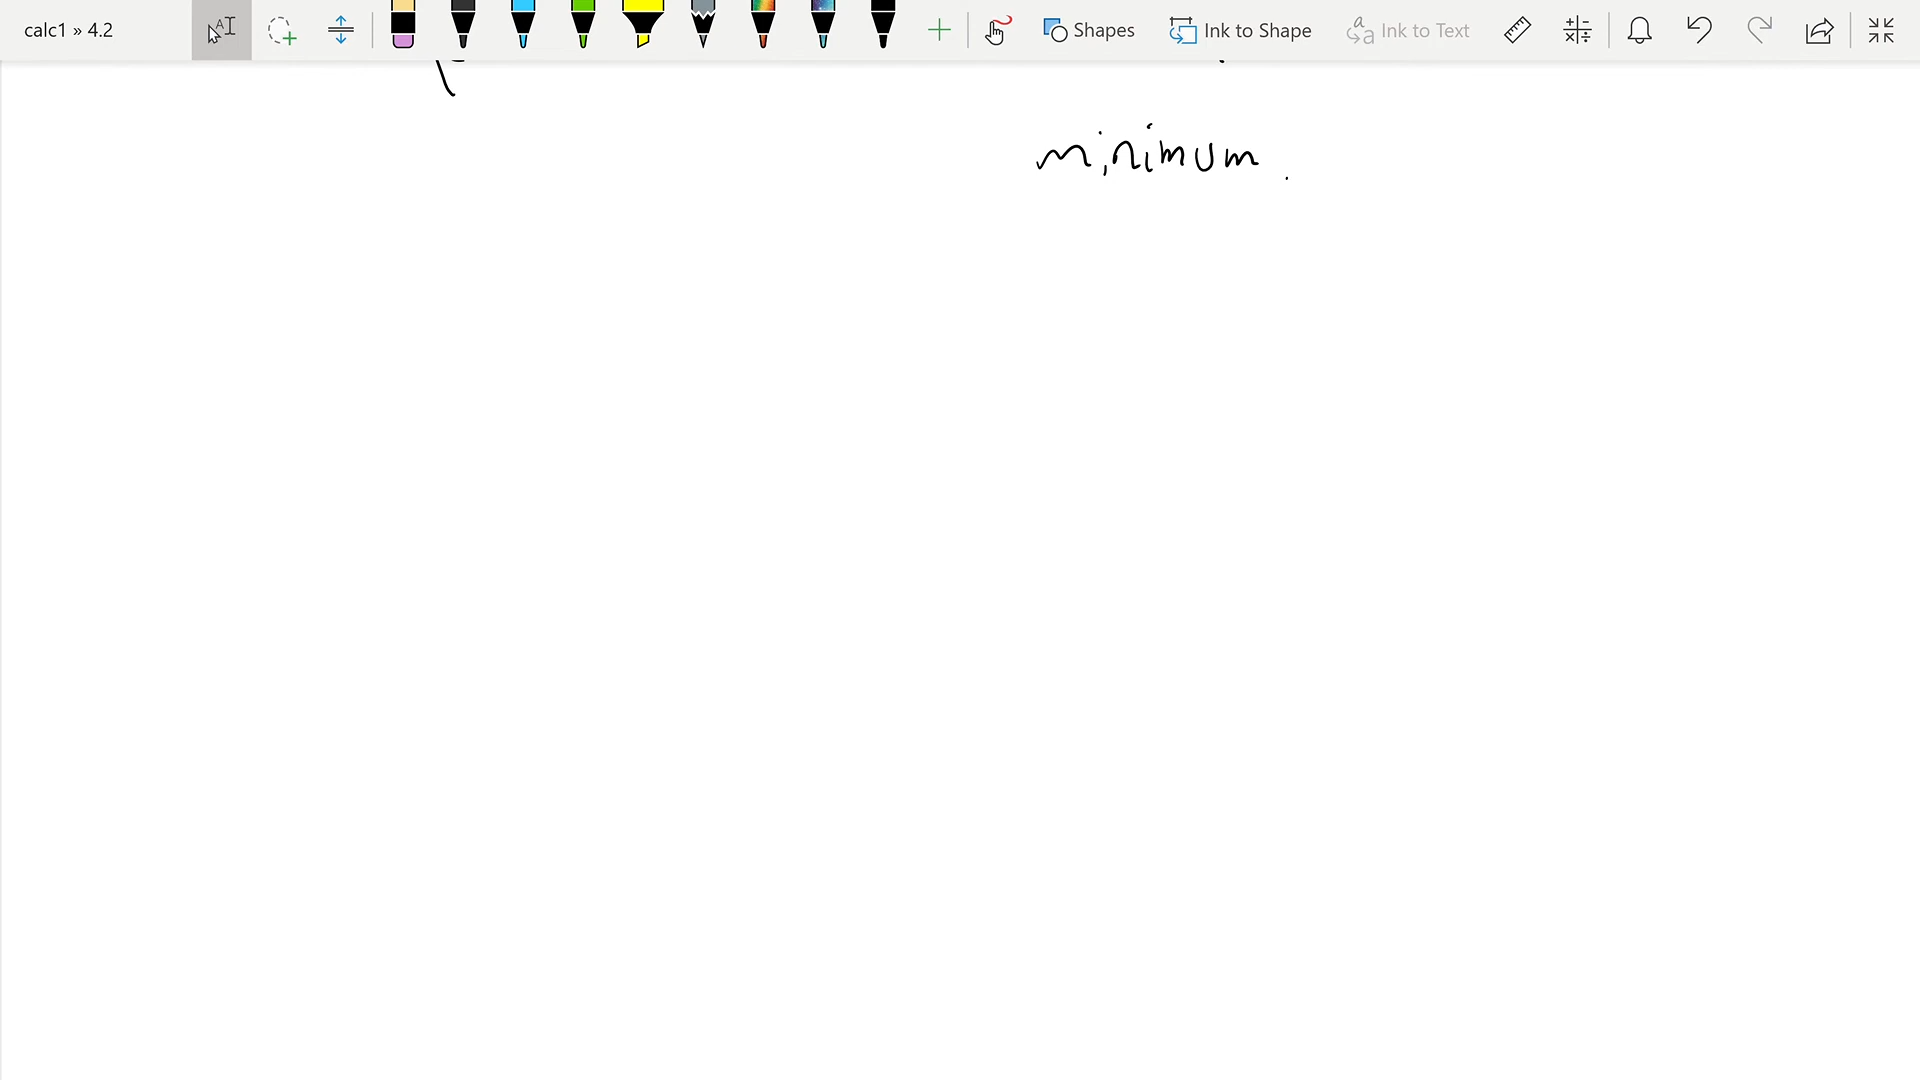 calc1 » 4.2 Shapes Ink to Shape Ink to Text
minimum.